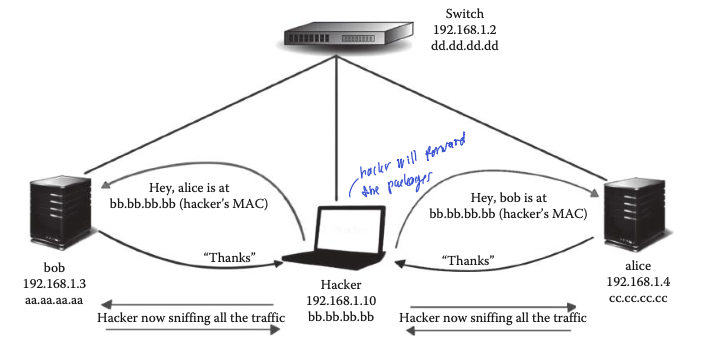 Switch
192.168.1.2
dd.dd.dd.dd
hacker will forward
the packages
Hey, alice is at
bb.bb.bb.bb (hacker's MAC)
Hey, bob is at
bb.bb.bb.bb (hacker's MAC)
"Thanks"
"Thanks"
bob
192.168.1.3
aa.aa.aa.aa
Hacker
192.168.1.10
bb.bb.bb.bb
alice
192.168.1.4
cc.cc.cc.cc
Hacker now sniffing all the traffic
Hacker now sniffing all the traffic